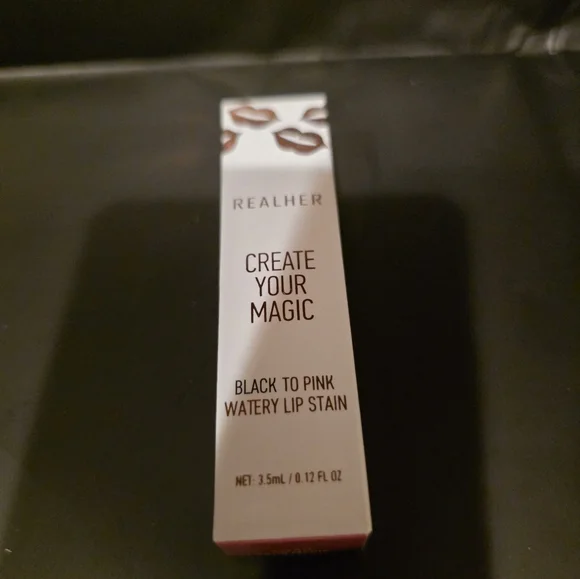 REALHER
CREATE
YOUR
MAGIC
BLACK TO PINK
WATERY LIP STAIN
NET: 3.5mL / 0.12 FL OZ